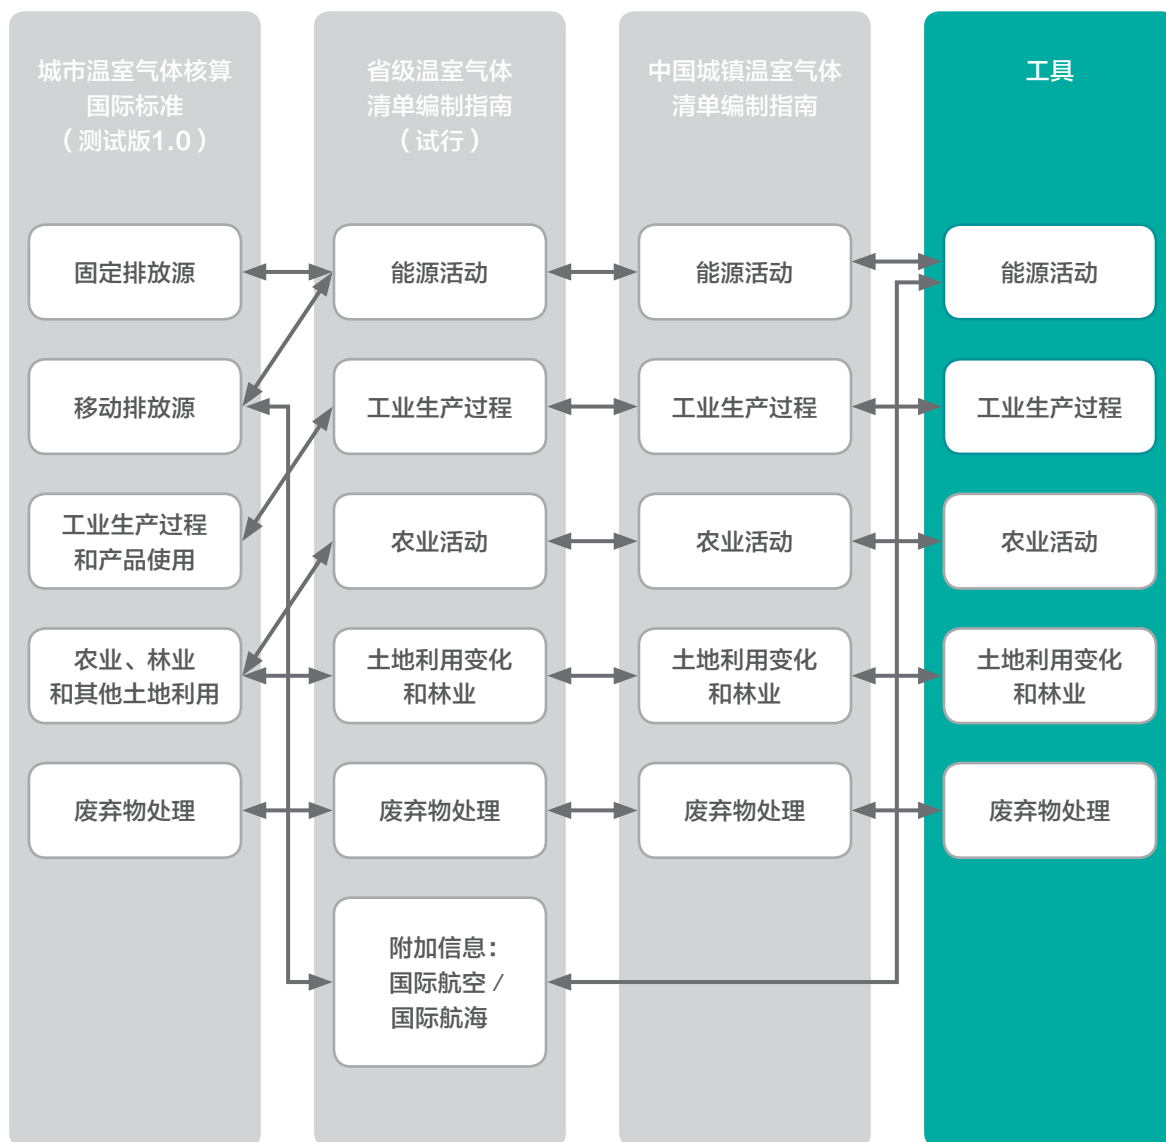 城市温室气体核算
国际标准
（测试版1.0）
固定排放源
移动排放源
工业生产过程
和产品使用
农业、林业
和其他土地利用
废弃物处理
省级温室气体
清单编制指南
（试行）
能源活动
工业生产过程
农业活动
土地利用变化
和林业
废弃物处理
附加信息：
国际航空 /
国际航海
中国城镇温室气体
清单编制指南
能源活动
工业生产过程
农业活动
土地利用变化
和林业
废弃物处理
工具
能源活动
工业生产过程
农业活动
土地利用变化
和林业
废弃物处理